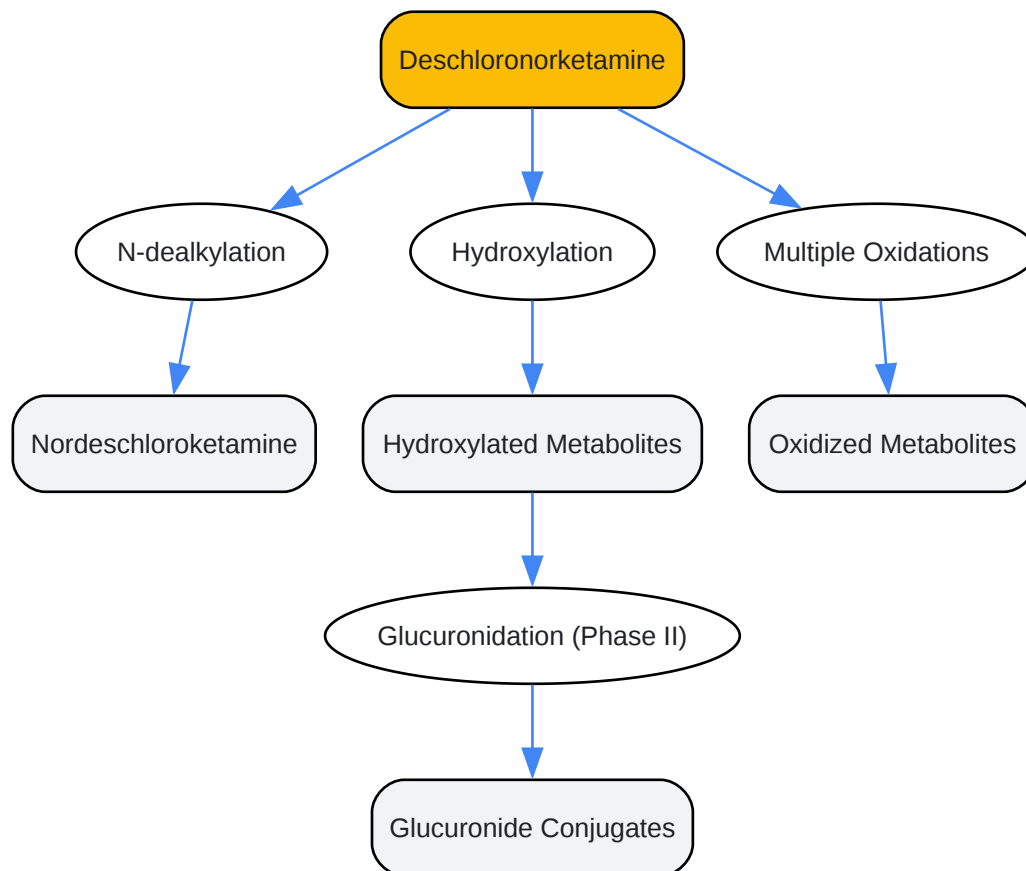 Deschloronorketamine
N-dealkylation
Hydroxylation
Multiple Oxidations
Nordeschloroketamine
Hydroxylated Metabolites
Oxidized Metabolites
Glucuronidation (Phase II)
Glucuronide Conjugates